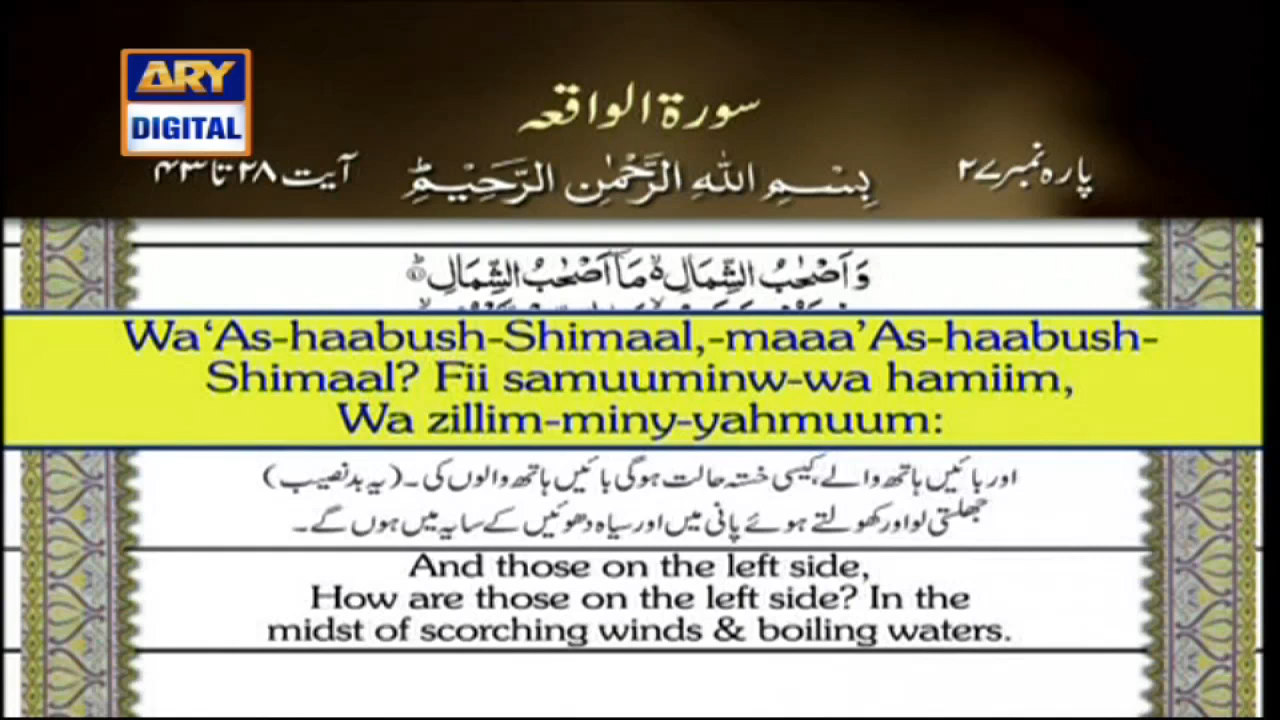 ARY
DIGITAL
سورة الواقعہ
پارہ نمبر ۲۷
بِسْمِ اللهِ الرَّحْمٰنِ الرَّحِيْمِ
آیت ۲۸ تا ۴۳
وَاَصْحٰبُ الشِّمَالِ ۙ مَاۤ اَصْحٰبُ الشِّمَالِ ؕ
Wa‘As-haabush-Shimaal,-maaa’As-haabush-
Shimaal? Fii samuuminw-wa hamiim,
Wa zillim-miny-yahmuum:
اور بائیں ہاتھ والے، کیسی خستہ حالت ہوگی بائیں ہاتھ والوں کی۔ (یہ بدنصیب)
جھلستی لو اور کھولتے ہوئے پانی میں اور سیاہ دھوئیں کے سایہ میں ہوں گے۔
And those on the left side,
How are those on the left side? In the
midst of scorching winds & boiling waters.